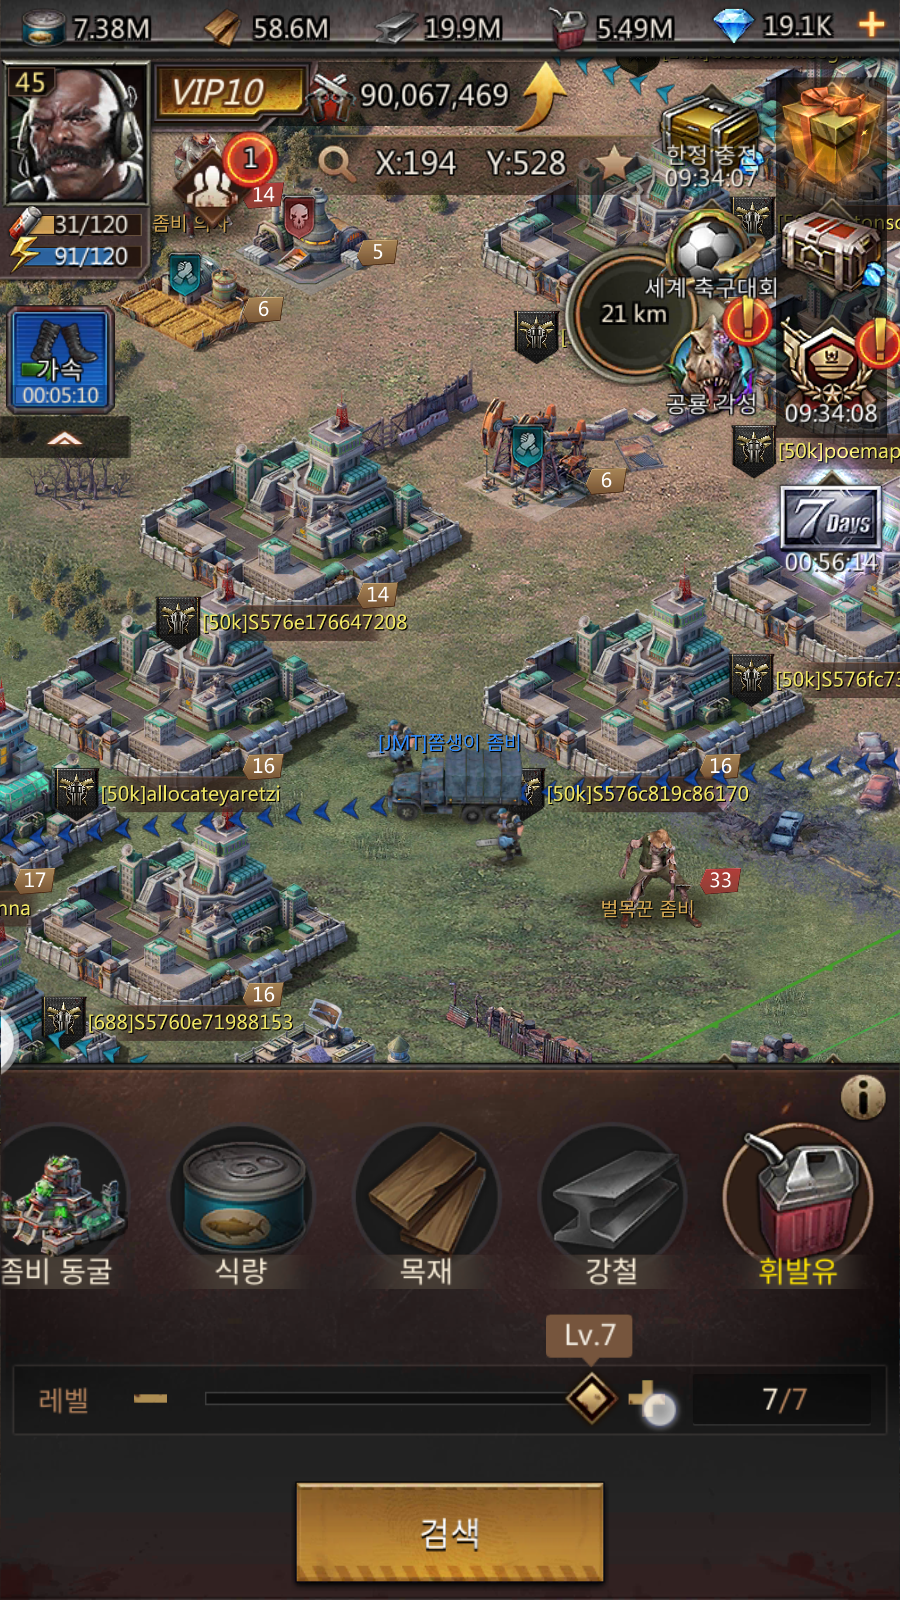 7.38M 58.6M 19.9M 5.49M 19.1K
45
VIP10 90,067,469
X:194 Y:528
한정 충전
09:34:07
1
14
31/120
91/120
5
6
세계 축구대회
21 km
가속
00:05:10
공룡 각성
09:34:08
[50k]poemap
6
7 Days
00:56:14
14
[50k]S576e176647208
[50k]S576fc73
[JMT]쫌생이 좀비
16
16
[50k]allocateyaretzi
[50k]S576c819c86170
17
33
nna
벌목꾼 좀비
16
[688]S5760e71988153
좀비 동굴
식량
목재
강철
휘발유
Lv.7
레벨
7/7
검색